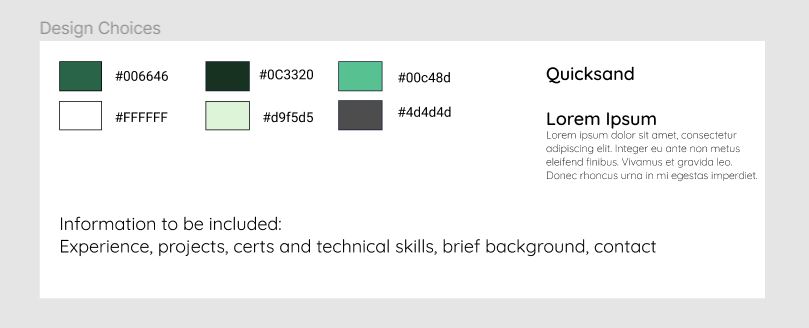 Design Choices
#006646
#0C3320
#00c48d
#FFFFFF
#d9f5d5
#4d4d4d
Quicksand
Lorem Ipsum
Lorem ipsum dolor sit amet, consectetur
adipiscing elit. Integer eu ante non metus
eleifend finibus. Vivamus et gravida leo.
Donec rhoncus urna in mi egestas imperdiet.
Information to be included:
Experience, projects, certs and technical skills, brief background, contact